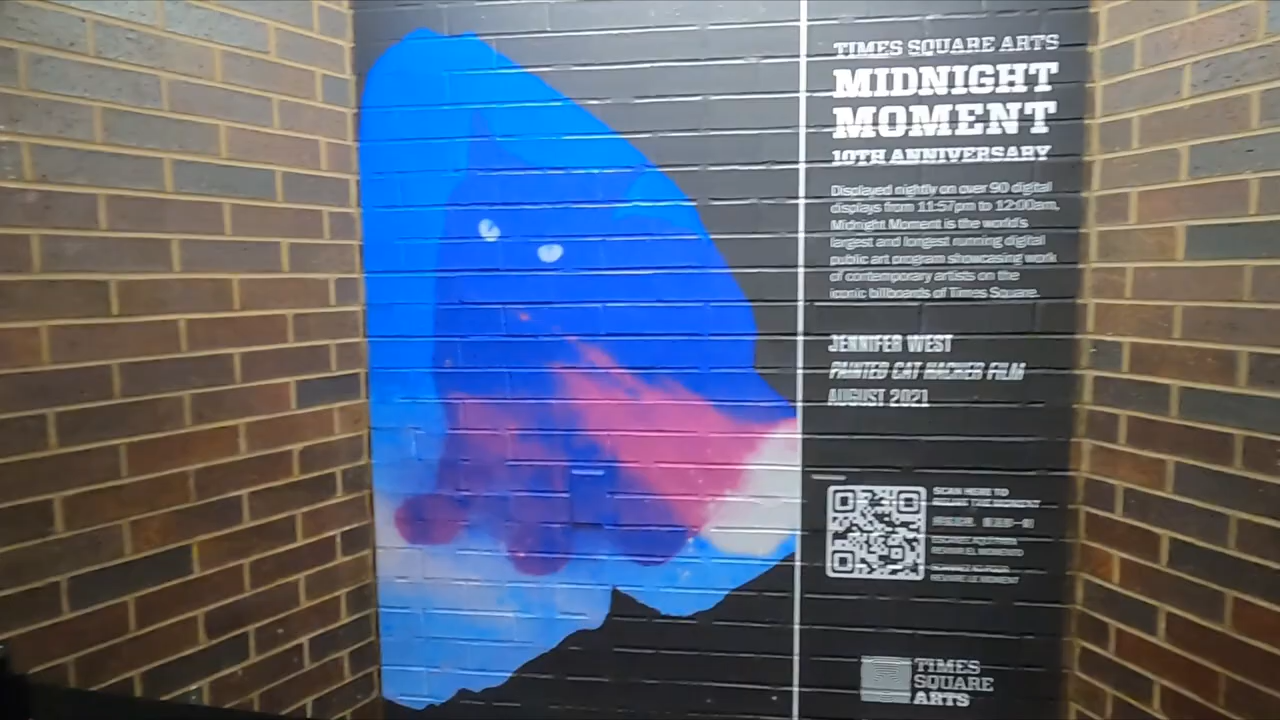 TIMES SQUARE ARTS
MIDNIGHT
MOMENT
10TH ANNIVERSARY
Displayed nightly on over 90 digital
displays from 11:57pm to 12:00am,
Midnight Moment is the world's
largest and longest running digital
public art program showcasing work
of contemporary artists on the
iconic billboards of Times Square.
JENNIFER WEST
PAINTED CAT HACKER FILM
AUGUST 2021
SCAN HERE TO
THE MOMENT
TIMES
SQUARE
ARTS